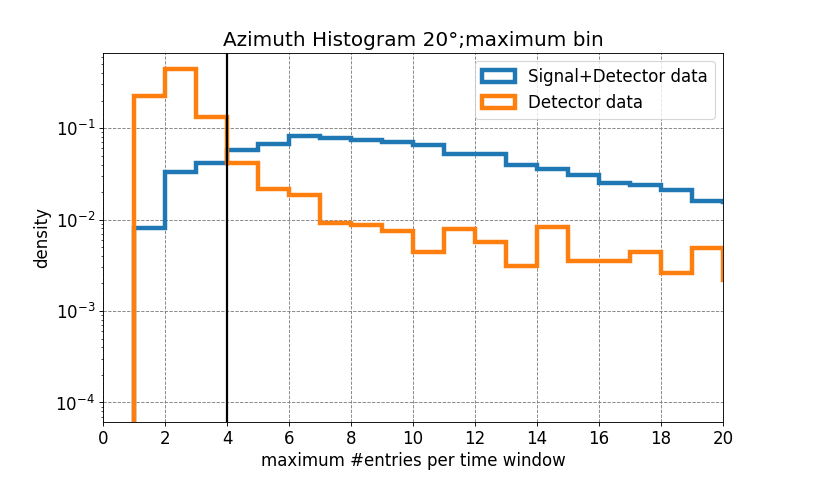 Azimuth Histogram 20°;maximum bin
Signal+Detector data
Detector data
density
10⁻¹
10⁻²
10⁻³
10⁻⁴
0 2 4 6 8 10 12 14 16 18 20
maximum #entries per time window